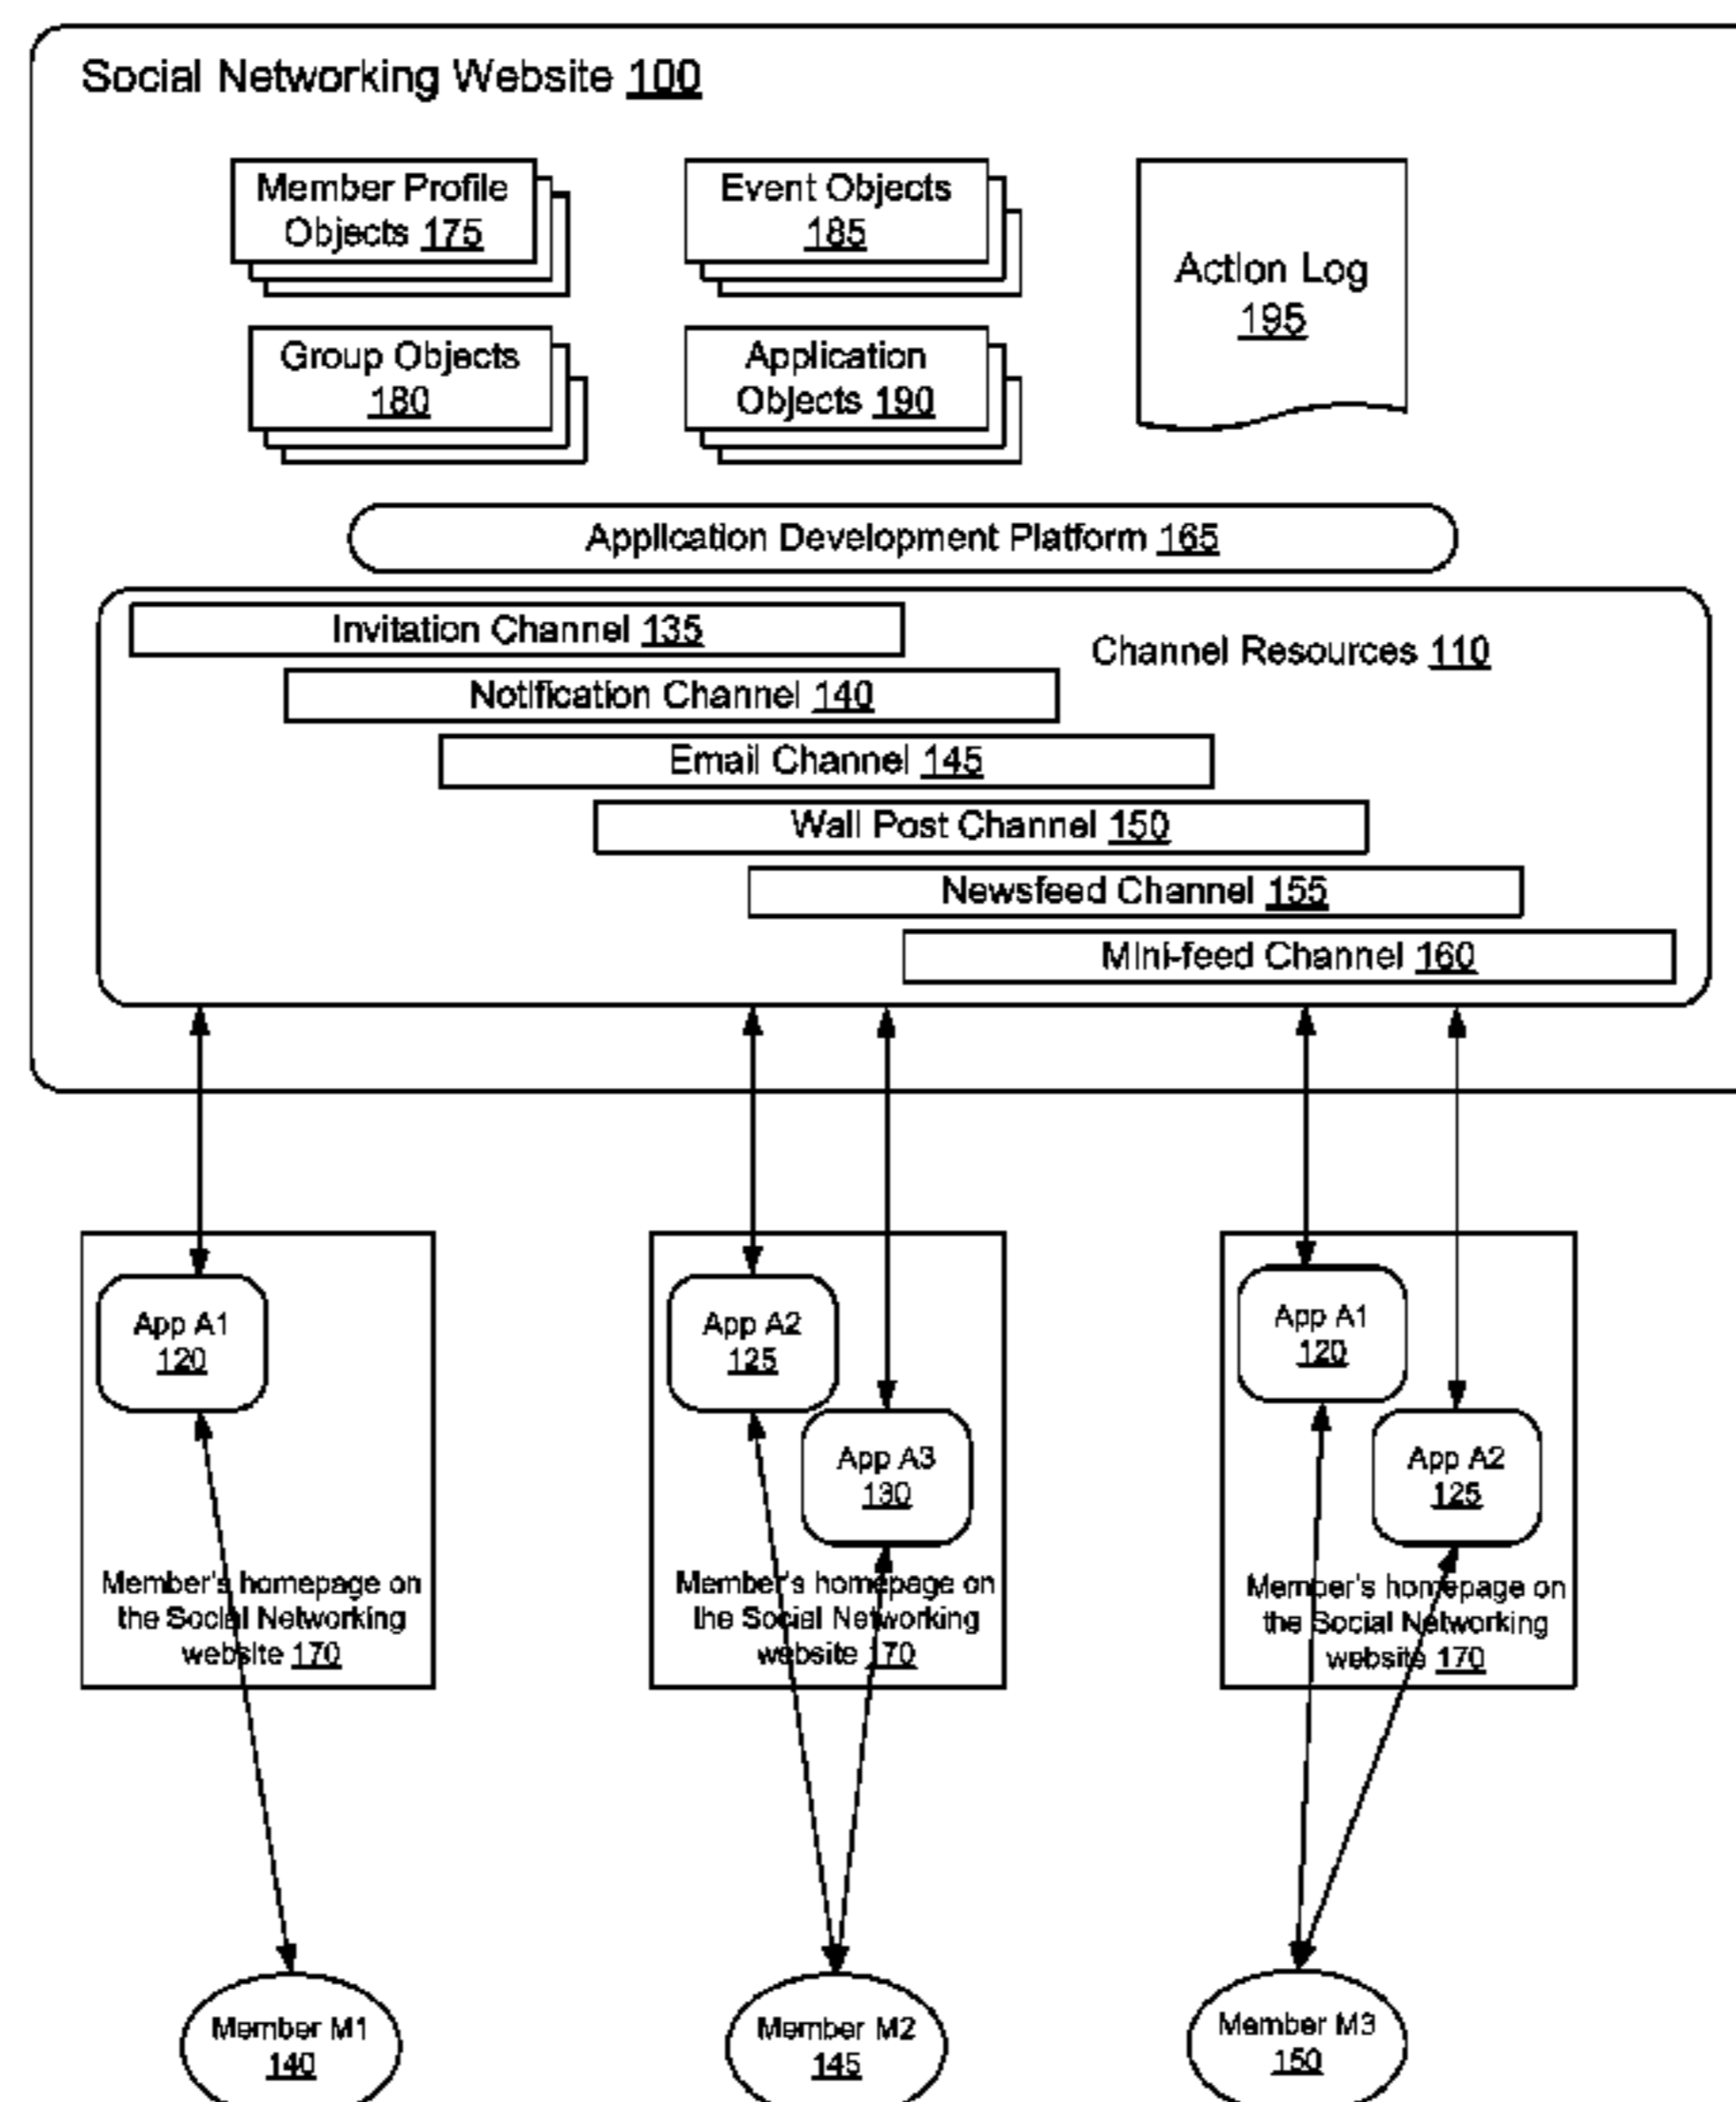 Social Networking Website 100
Member Profile
Objects 175
Event Objects
185
Action Log
195
Group Objects
180
Application
Objects 190
Application Development Platform 165
Invitation Channel 135
Channel Resources 110
Notification Channel 140
Email Channel 145
Wall Post Channel 150
Newsfeed Channel 155
Mini-feed Channel 160
App A1
120
Member's homepage on
the Social Networking
website 170
App A2
125
App A3
130
Member's homepage on
the Social Networking
website 170
App A1
120
App A2
125
Member's homepage on
the Social Networking
website 170
Member M1
140
Member M2
145
Member M3
150